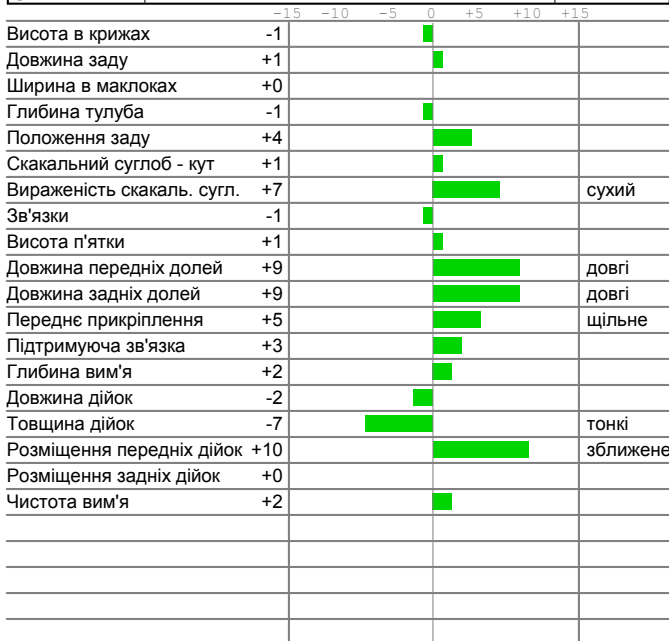 -15 -10 -5 0 +5 +10 +15
Висота в крижах -1
Довжина заду +1
Ширина в маклоках +0
Глибина тулуба -1
Положення заду +4
Скакальний суглоб - кут +1
Вираженість скакаль. сугл. +7 сухий
Зв'язки -1
Висота п'ятки +1
Довжина передніх долей +9 довгі
Довжина задніх долей +9 довгі
Переднє прикріплення +5 щільне
Підтримуюча зв'язка +3
Глибина вим'я +2
Довжина дійок -2
Товщина дійок -7 тонкі
Розміщення передніх дійок +10 зближене
Розміщення задніх дійок +0
Чистота вим'я +2